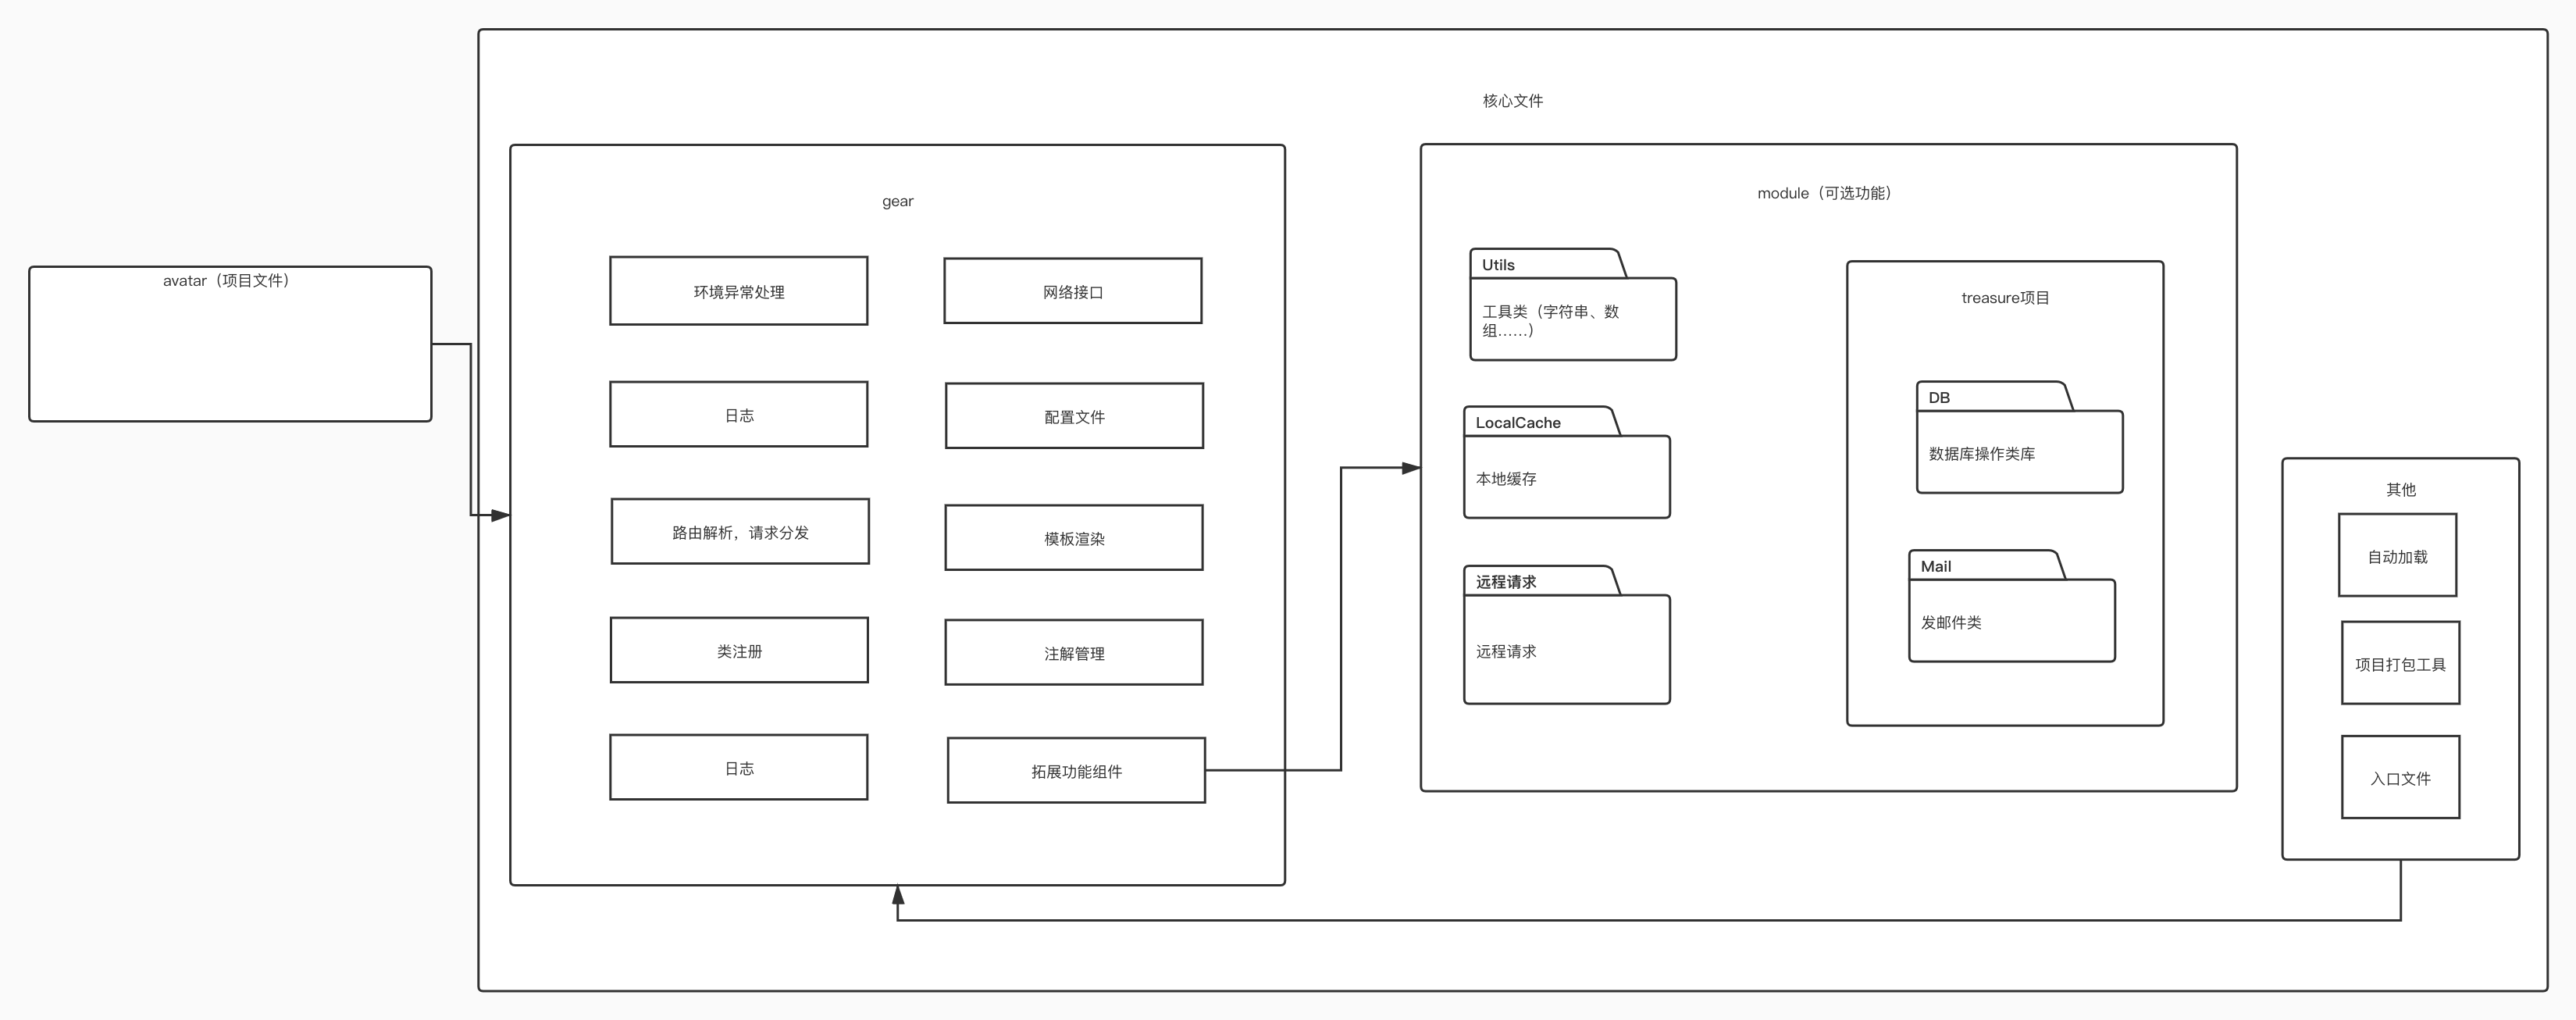 核心文件
avatar（项目文件）
gear
环境异常处理
网络接口
日志
配置文件
路由解析，请求分发
模板渲染
类注册
注解管理
日志
拓展功能组件
module（可选功能）
Utils
工具类（字符串、数
组……）
LocalCache
本地缓存
远程请求
远程请求
treasure项目
DB
数据库操作类库
Mail
发邮件类
其他
自动加载
项目打包工具
入口文件